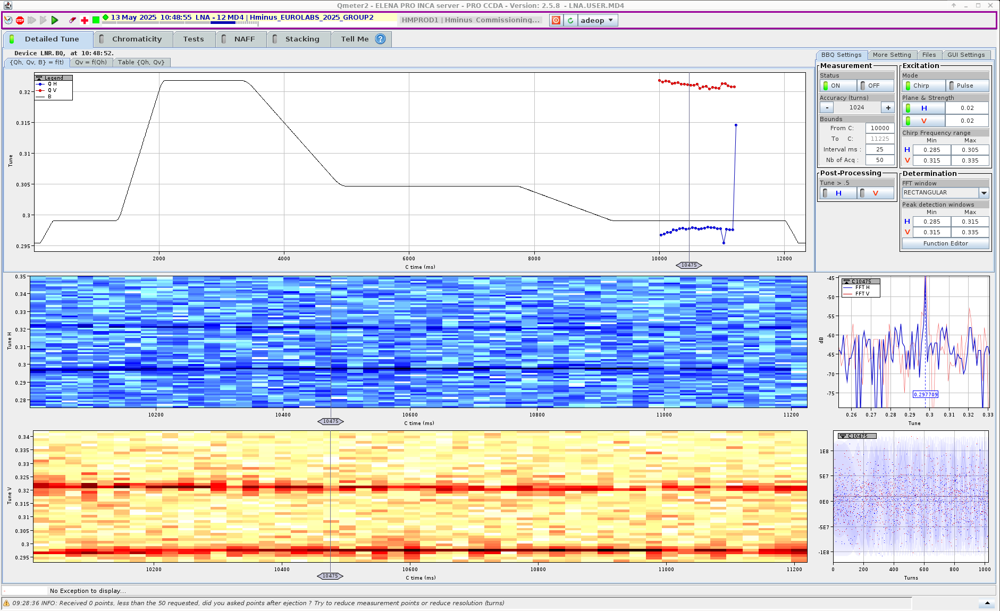 Qmeter2 - ELENA PRO INCA server - PRO CCDA - Version: 2.5.8 - LNA.USER.MD4
STOP
13 May 2025 10:48:55 LNA - 12 MD4 | Hminus_EUROLABS_2025_GROUP2
HMPROD1 | Hminus Commissioning...
adeop
Detailed Tune
Chromaticity
Tests
NAFF
Stacking
Tell Me ?
Device LNR.BQ, at 10:48:52.
{Qh, Qv, B} = f(t)
Qv = f(Qh)
Table {Qh, Qv}
Legend
Q H
Q V
B
Tune
0.32
0.315
0.31
0.305
0.3
0.295
2000 4000 6000 8000 10000 12000
C time (ms)
10475
BBQ Settings
More Setting
Files
GUI Settings
Measurement
Status
ON OFF
Accuracy (turns)
- 1024 +
Bounds
From C: 10000
To C: 11225
Interval ms : 25
Nb of Acq : 50
Post-Processing
Tune > .5
H V
Excitation
Mode
Chirp Pulse
Plane & Strength
H 0.02
V 0.02
Chirp Frequency range
Min Max
H 0.285 0.305
V 0.315 0.335
Determination
FFT window
RECTANGULAR
Peak detection windows
Min Max
H 0.285 0.315
V 0.315 0.335
Function Editor
Tune H
0.35
0.34
0.33
0.32
0.31
0.3
0.29
0.28
10200 10400 10600 10800 11000 11200
10475
C time (ms)
C10475
FFT H
FFT V
dB
-45
-50
-55
-60
-65
-70
-75
0.297709
0.26 0.27 0.28 0.29 0.3 0.31 0.32 0.33
Tune
Tune V
0.34
0.335
0.33
0.325
0.32
0.315
0.31
0.305
0.3
0.295
10200 10400 10600 10800 11000 11200
10475
C time (ms)
C10475
1E8
5E7
0E0
-5E7
-1E8
0 200 400 600 800 1000
Turns
-
No Exception to display...
09:28:36 INFO: Received 0 points, less than the 50 requested, did you asked points after ejection ? Try to reduce measurement points or reduce resolution (turns)